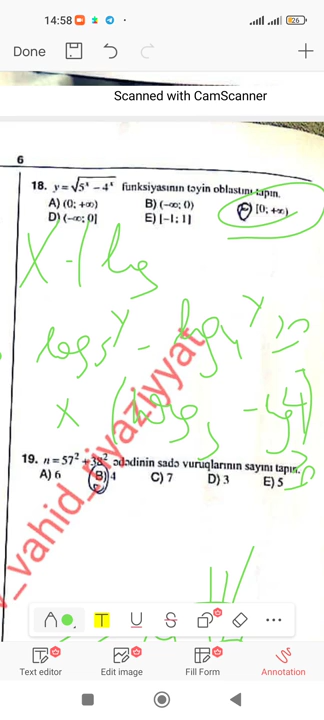 14:58
26
Done
Scanned with CamScanner
6
18. y = √5ˣ – 4ˣ funksiyasının təyin oblastını tapın.
A) (0; +∞) B) (–∞; 0) [0; +∞)
D) (–∞; 0] E) [–1; 1]
19. n = 57² + 38² ədədinin sadə vuruqlarının sayını tapın.
A) 6 B) 4 C) 7 D) 3 E) 5
_vahid_riyaziyyat
A T U S
Text editor Edit image Fill Form Annotation